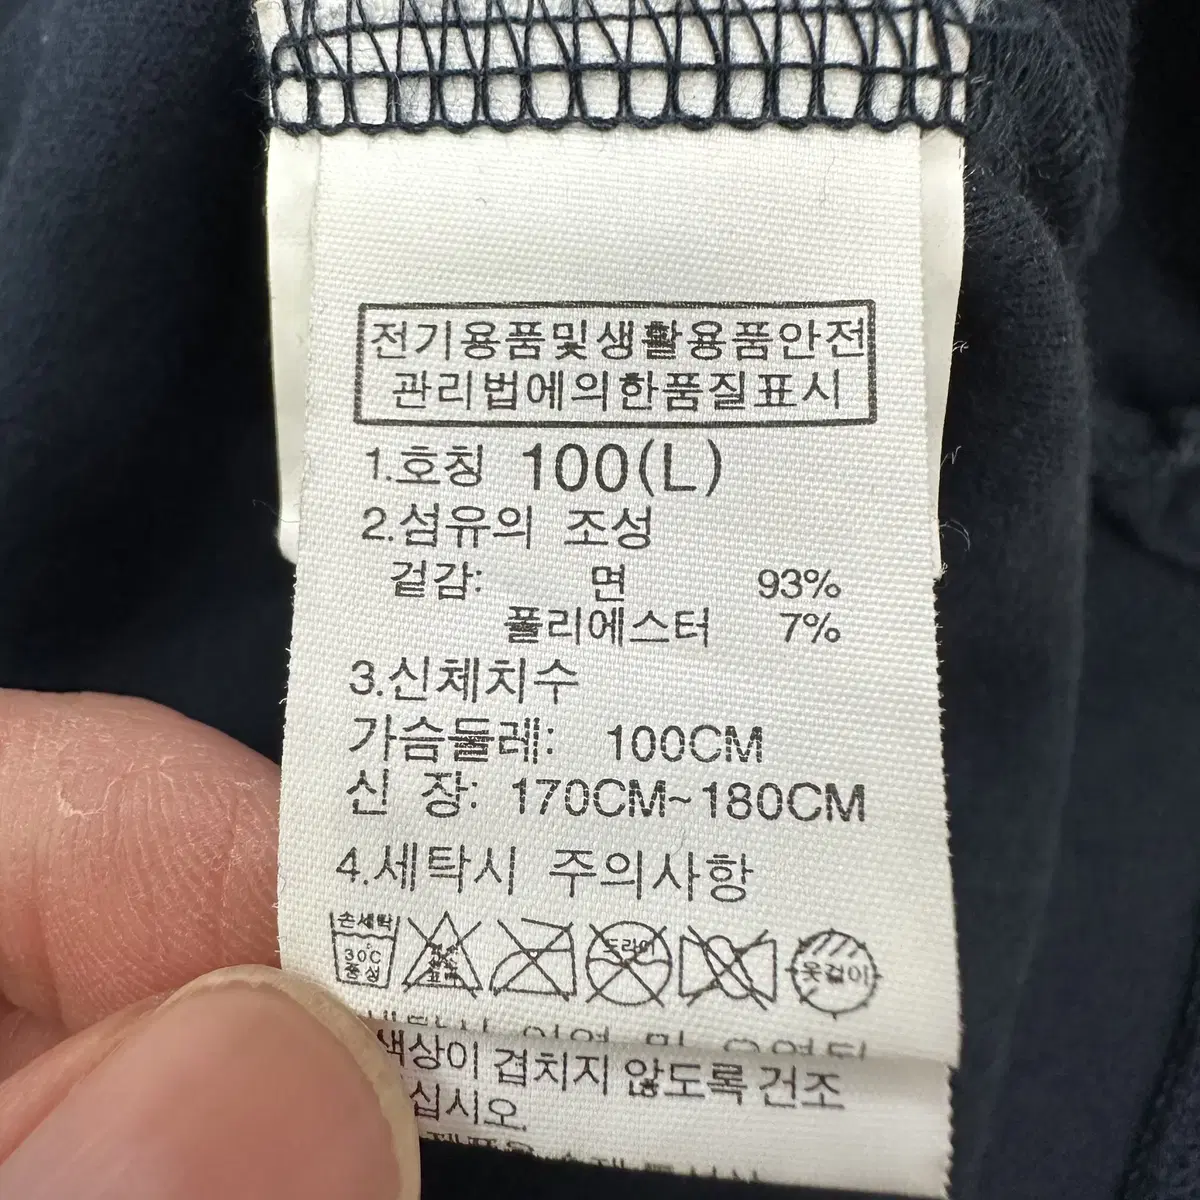 전기용품및생활용품안전
관리법에의한품질표시
1.호칭 100(L)
2.섬유의 조성
겉감: 면 93%
폴리에스터 7%
3.신체치수
가슴둘레: 100CM
신 장: 170CM~180CM
4.세탁시 주의사항
손세탁
30°C
중성
드라이
옷걸이
색상이 겹치지 않도록 건조
십시오.